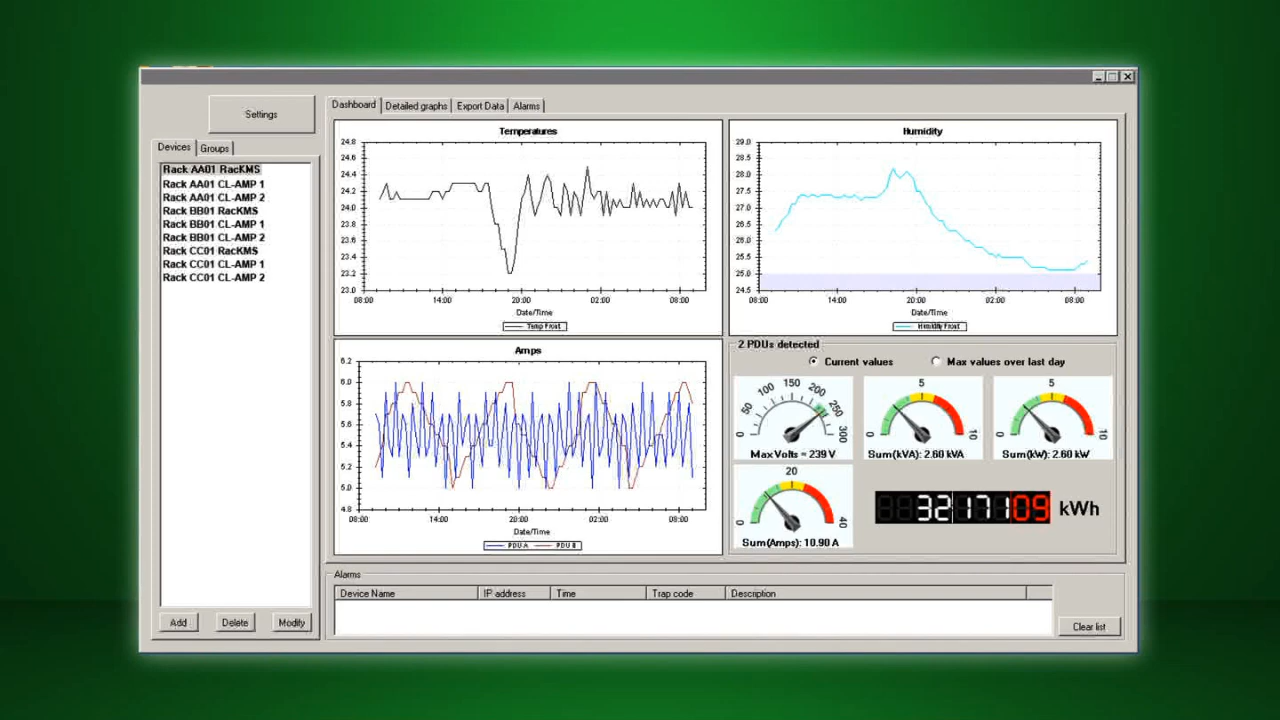 Settings
Devices
Groups
Rack AA01 RacKMS
Rack AA01 CL-AMP 1
Rack AA01 CL-AMP 2
Rack BB01 RacKMS
Rack BB01 CL-AMP 1
Rack BB01 CL-AMP 2
Rack CC01 RacKMS
Rack CC01 CL-AMP 1
Rack CC01 CL-AMP 2
Add Delete Modify
Dashboard Detailed graphs Export Data Alarms
Temperatures
24.8
24.6
24.4
24.2
24.0
23.8
23.6
23.4
23.2
23.0
08:00 14:00 20:00 02:00 08:00
Date/Time
Temp Front
Humidity
29.0
28.5
28.0
27.5
27.0
26.5
26.0
25.5
25.0
24.5
08:00 14:00 20:00 02:00 08:00
Date/Time
Humidity Front
Amps
6.2
6.0
5.8
5.6
5.4
5.2
5.0
4.8
08:00 14:00 20:00 02:00 08:00
Date/Time
PDU A PDU B
2 PDUs detected
Current values Max values over last day
0 50 100 150 200 250 300
Max Volts = 239 V
0 5 10
Sum(kVA): 2.60 kVA
0 5 10
Sum(kW): 2.60 kW
0 20 40
Sum(Amps): 10.90 A
3217109 kWh
Alarms
Device Name IP address Time Trap code Description
Clear list